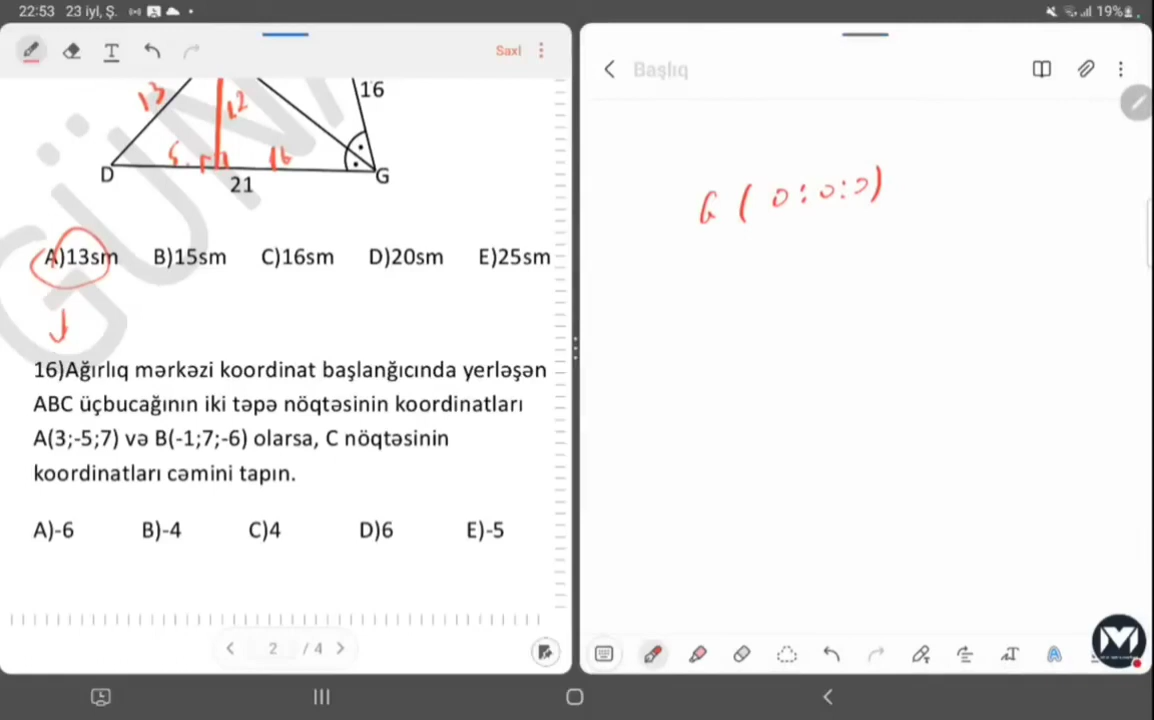 22:53 23 iyl, Ş.
19%
T
Saxl
Başlıq
GÜN
13
12
16
5
16
D
21
G
G (0:0:0)
A)13sm B)15sm C)16sm D)20sm E)25sm
16)Ağırlıq mərkəzi koordinat başlanğıcında yerləşən
ABC üçbucağının iki təpə nöqtəsinin koordinatları
A(3;-5;7) və B(-1;7;-6) olarsa, C nöqtəsinin
koordinatları cəmini tapın.
A)-6 B)-4 C)4 D)6 E)-5
2 / 4